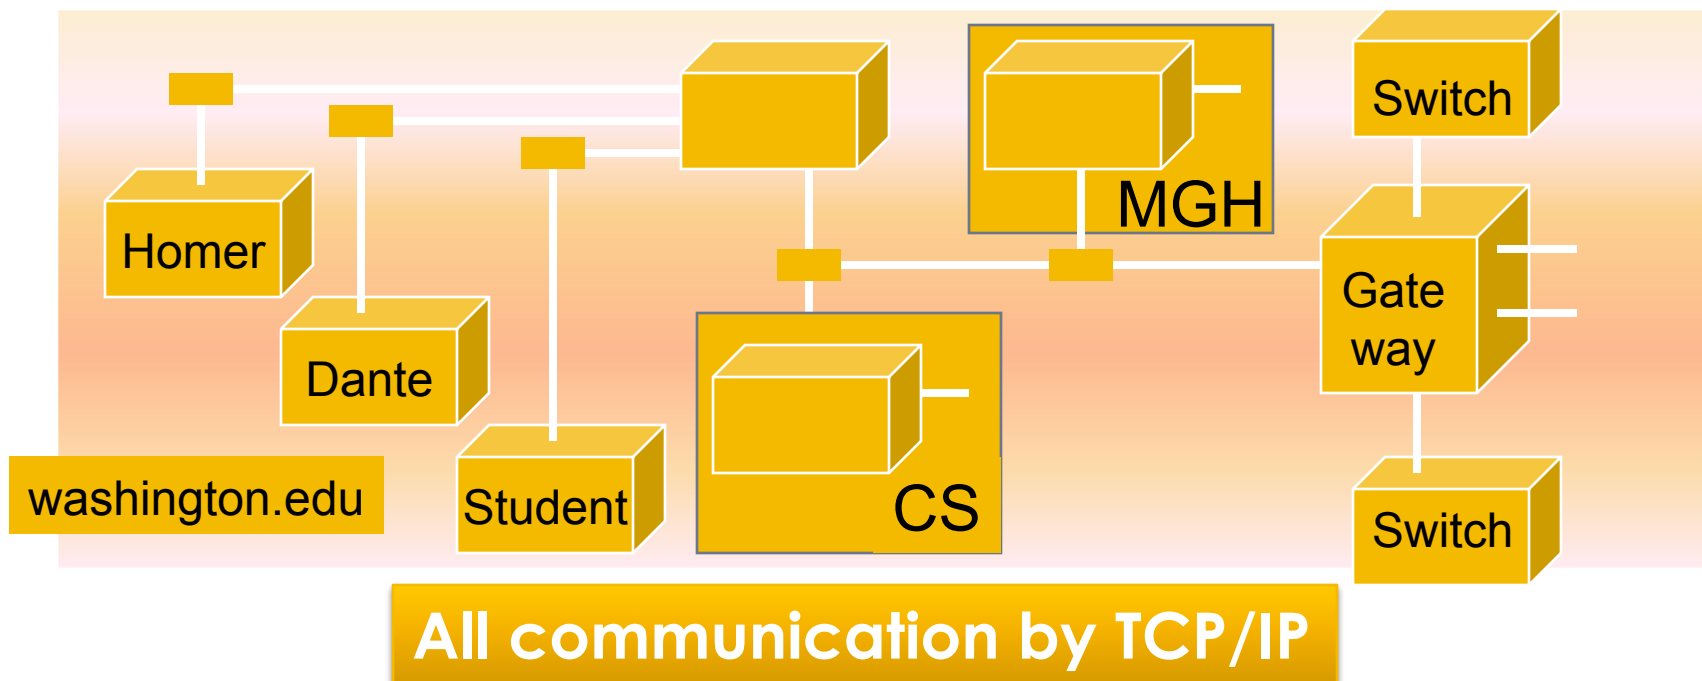 Switch
MGH
Homer
Gate
way
Dante
washington.edu
Student
CS
Switch
All communication by TCP/IP